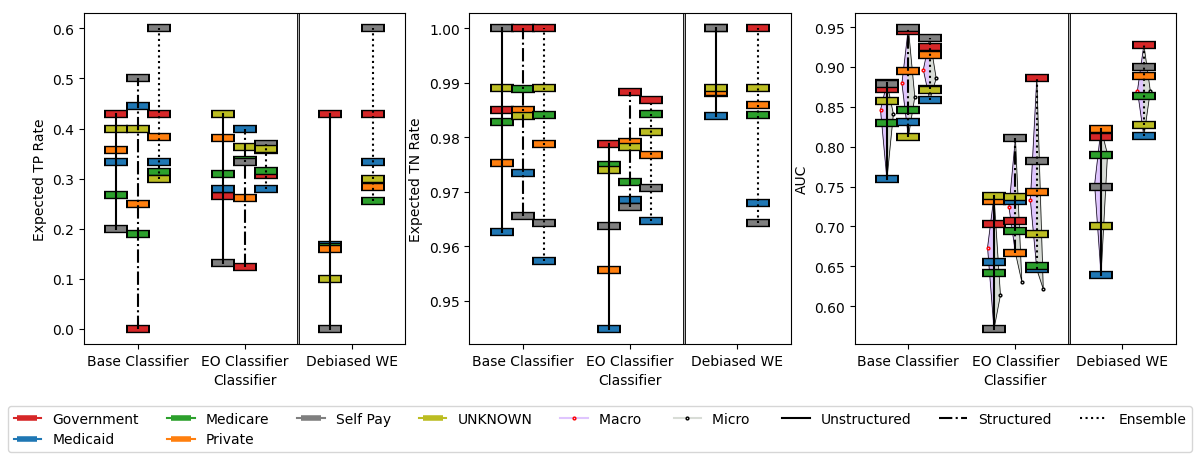 Expected TP Rate
0.6
0.5
0.4
0.3
0.2
0.1
0.0
Base Classifier
EO Classifier
Debiased WE
Classifier
Expected TN Rate
1.00
0.99
0.98
0.97
0.96
0.95
Base Classifier
EO Classifier
Debiased WE
Classifier
AUC
0.95
0.90
0.85
0.80
0.75
0.70
0.65
0.60
Base Classifier
EO Classifier
Debiased WE
Classifier
Government
Medicare
Self Pay
UNKNOWN
Macro
Micro
Unstructured
Structured
Ensemble
Medicaid
Private